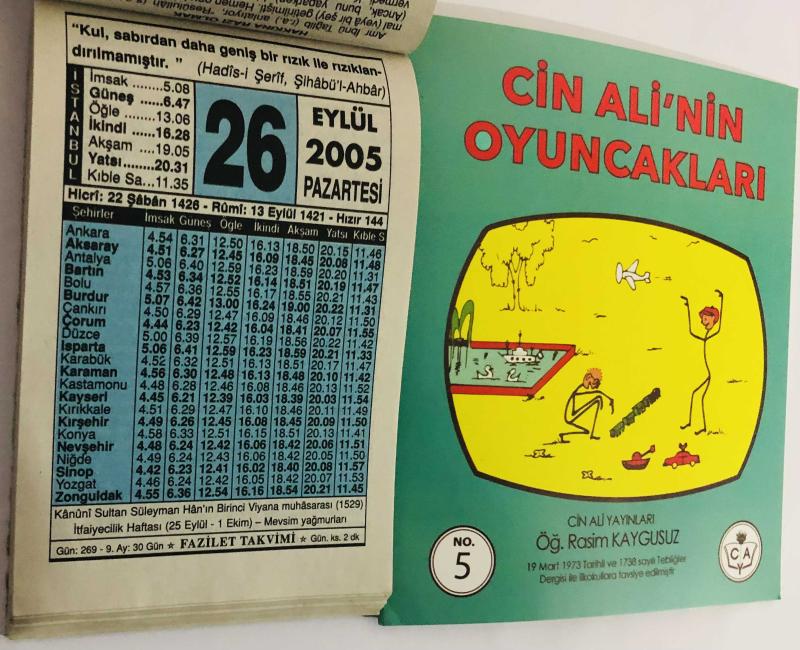 "Kul, sabırdan daha geniş bir rızık ile rızıklan-
dırılmamıştır. " (Hadîs-i Şerîf, Şihâbü'l-Ahbâr)
İSTANBUL
İmsak ......5.08
Güneş ......6.47
Öğle .......13.06
İkindi ......16.28
Akşam ....19.05
Yatsı........20.31
Kıble Sa...11.35
26
EYLÜL
2005
PAZARTESİ
Hicrî: 22 Şâbân 1426 - Rûmî: 13 Eylül 1421 - Hızır 144
Şehirler İmsak Güneş Öğle İkindi Akşam Yatsı Kıble S
Ankara 4.54 6.31 12.50 16.13 18.50 20.15 11.46
Aksaray 4.51 6.27 12.45 16.09 18.45 20.08 11.48
Antalya 5.06 6.40 12.59 16.23 18.59 20.20 11.31
Bartın 4.53 6.34 12.52 16.14 18.51 20.19 11.47
Bolu 4.57 6.36 12.55 16.17 18.55 20.21 11.43
Burdur 5.07 6.42 13.00 16.24 19.00 20.22 11.31
Çankırı 4.50 6.29 12.47 16.09 18.47 20.12 11.50
Çorum 4.44 6.23 12.42 16.04 18.41 20.07 11.55
Düzce 5.00 6.39 12.57 16.19 18.56 20.22 11.42
Isparta 5.06 6.41 12.59 16.23 18.59 20.21 11.33
Karabük 4.52 6.32 12.51 16.13 18.51 20.17 11.47
Karaman 4.56 6.30 12.48 16.13 18.48 20.10 11.42
Kastamonu 4.48 6.28 12.46 16.08 18.46 20.13 11.52
Kayseri 4.45 6.21 12.39 16.03 18.39 20.03 11.54
Kırıkkale 4.51 6.29 12.47 16.10 18.46 20.11 11.49
Kırşehir 4.49 6.26 12.45 16.08 18.45 20.09 11.50
Konya 4.58 6.33 12.51 16.15 18.51 20.13 11.41
Nevşehir 4.48 6.24 12.42 16.06 18.42 20.06 11.51
Niğde 4.49 6.24 12.43 16.06 18.42 20.05 11.50
Sinop 4.42 6.23 12.41 16.02 18.40 20.08 11.57
Yozgat 4.46 6.24 12.42 16.05 18.42 20.07 11.53
Zonguldak 4.55 6.36 12.54 16.16 18.54 20.21 11.45
Kânûnî Sultan Süleyman Hân'ın Birinci Viyana muhâsarası (1529)
İtfaiyecilik Haftası (25 Eylül - 1 Ekim) – Mevsim yağmurları
Gün: 269 - 9. Ay: 30 Gün ★ FAZİLET TAKVİMİ ★ Gün. ks. 2 dk
CİN ALİ'NİN
OYUNCAKLARI
CİN ALİ YAYINLARI
Öğ. Rasim KAYGUSUZ
19 Mart 1973 Tarihli ve 1738 sayılı Tebliğler
Dergisi ile ilkokullara tavsiye edilmiştir
NO.
5
C A